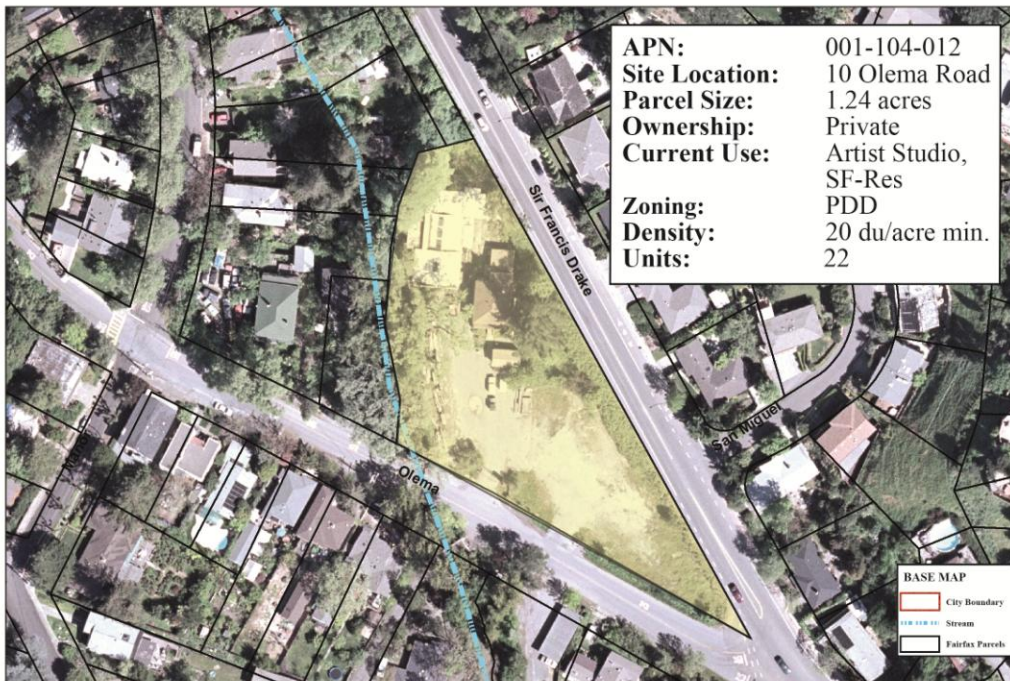 APN: 001-104-012
Site Location: 10 Olema Road
Parcel Size: 1.24 acres
Ownership: Private
Current Use: Artist Studio,
SF-Res
Zoning: PDD
Density: 20 du/acre min.
Units: 22
Sir Francis Drake
San Miguel
Olema
BASE MAP
City Boundary
Stream
Fairfax Parcels